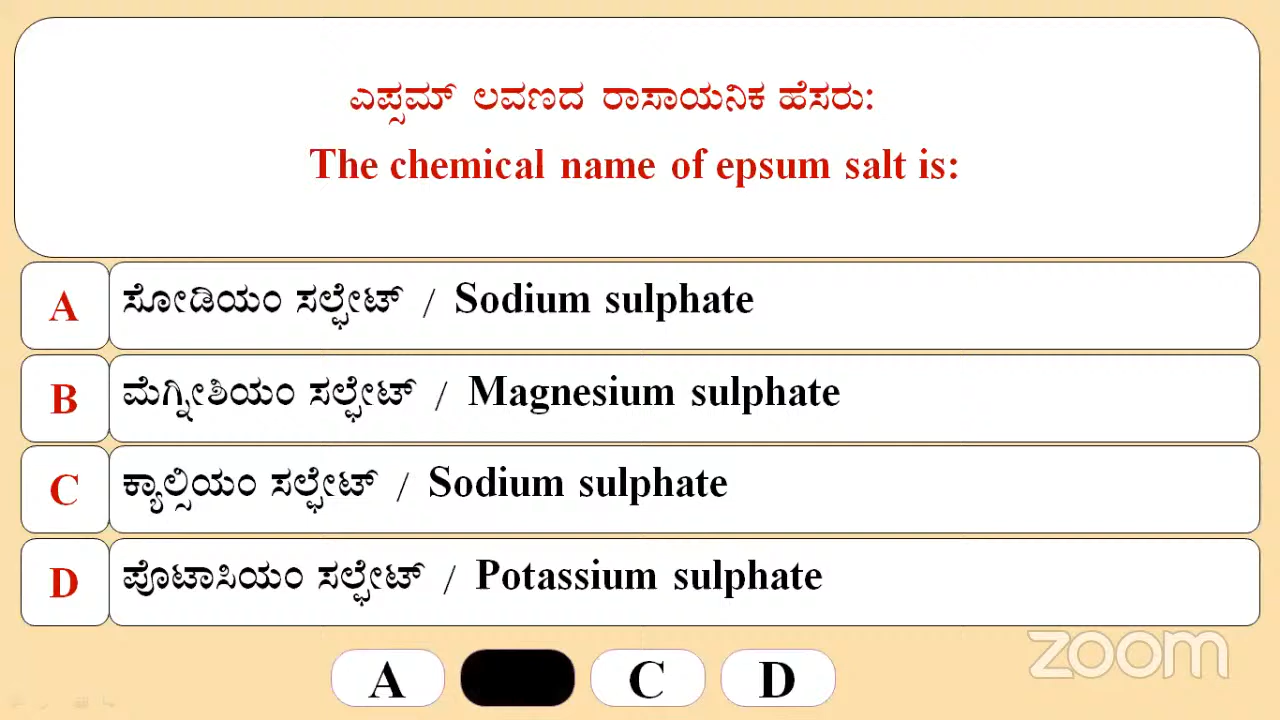 ಎಪ್ಸಮ್ ಲವಣದ ರಾಸಾಯನಿಕ ಹೆಸರು:
The chemical name of epsum salt is:
A ಸೋಡಿಯಂ ಸಲ್ಫೇಟ್ / Sodium sulphate
B ಮೆಗ್ನೀಶಿಯಂ ಸಲ್ಫೇಟ್ / Magnesium sulphate
C ಕ್ಯಾಲ್ಸಿಯಂ ಸಲ್ಫೇಟ್ / Sodium sulphate
D ಪೊಟಾಸಿಯಂ ಸಲ್ಫೇಟ್ / Potassium sulphate
A C D
zoom